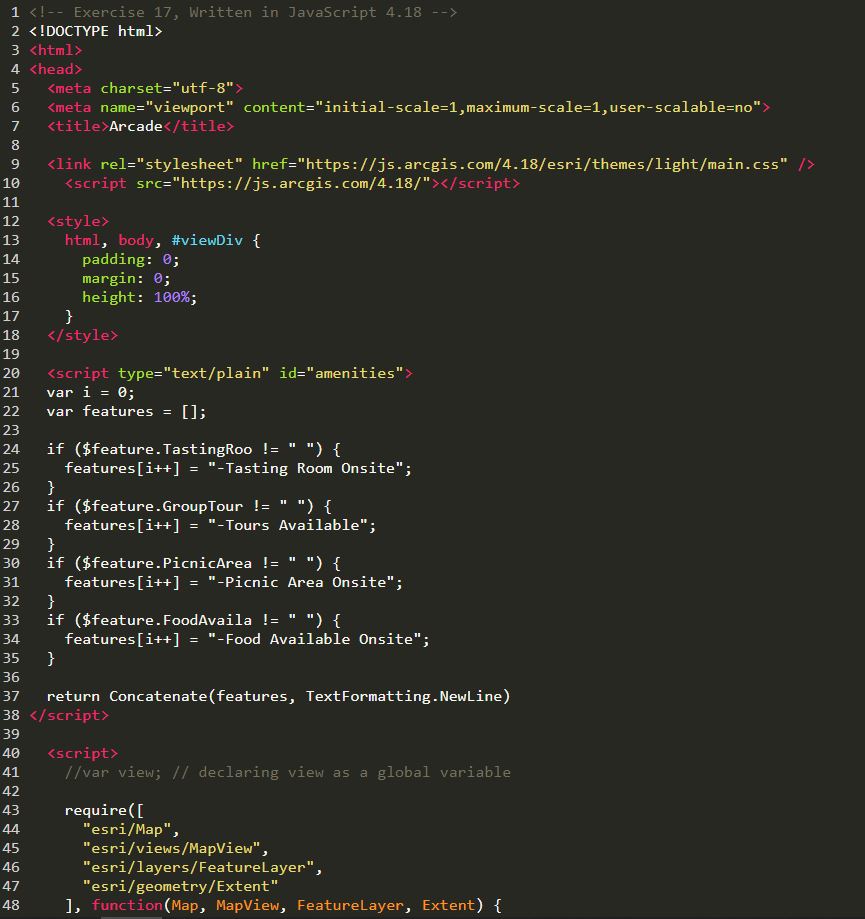 1 <!-- Exercise 17, Written in JavaScript 4.18 -->
2 <!DOCTYPE html>
3 <html>
4 <head>
5   <meta charset="utf-8">
6   <meta name="viewport" content="initial-scale=1,maximum-scale=1,user-scalable=no">
7   <title>Arcade</title>
8
9   <link rel="stylesheet" href="https://js.arcgis.com/4.18/esri/themes/light/main.css" />
10     <script src="https://js.arcgis.com/4.18/"></script>
11
12   <style>
13     html, body, #viewDiv {
14       padding: 0;
15       margin: 0;
16       height: 100%;
17     }
18   </style>
19
20   <script type="text/plain" id="amenities">
21   var i = 0;
22   var features = [];
23
24   if ($feature.TastingRoo != " ") {
25     features[i++] = "-Tasting Room Onsite";
26   }
27   if ($feature.GroupTour != " ") {
28     features[i++] = "-Tours Available";
29   }
30   if ($feature.PicnicArea != " ") {
31     features[i++] = "-Picnic Area Onsite";
32   }
33   if ($feature.FoodAvaila != " ") {
34     features[i++] = "-Food Available Onsite";
35   }
36
37   return Concatenate(features, TextFormatting.NewLine)
38 </script>
39
40   <script>
41     //var view; // declaring view as a global variable
42
43     require([
44       "esri/Map",
45       "esri/views/MapView",
46       "esri/layers/FeatureLayer",
47       "esri/geometry/Extent"
48     ], function(Map, MapView, FeatureLayer, Extent) {